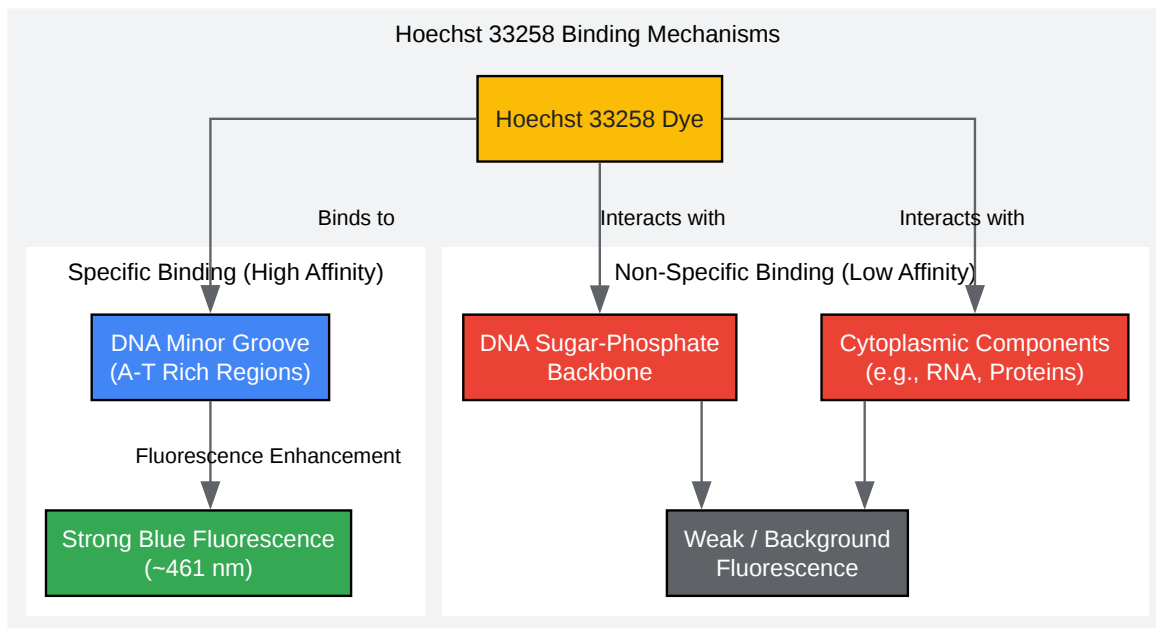 Hoechst 33258 Binding Mechanisms
Hoechst 33258 Dye
Binds to
Interacts with
Interacts with
Specific Binding (High Affinity)
Non-Specific Binding (Low Affinity)
DNA Minor Groove
(A-T Rich Regions)
DNA Sugar-Phosphate
Backbone
Cytoplasmic Components
(e.g., RNA, Proteins)
Fluorescence Enhancement
Strong Blue Fluorescence
(~461 nm)
Weak / Background
Fluorescence